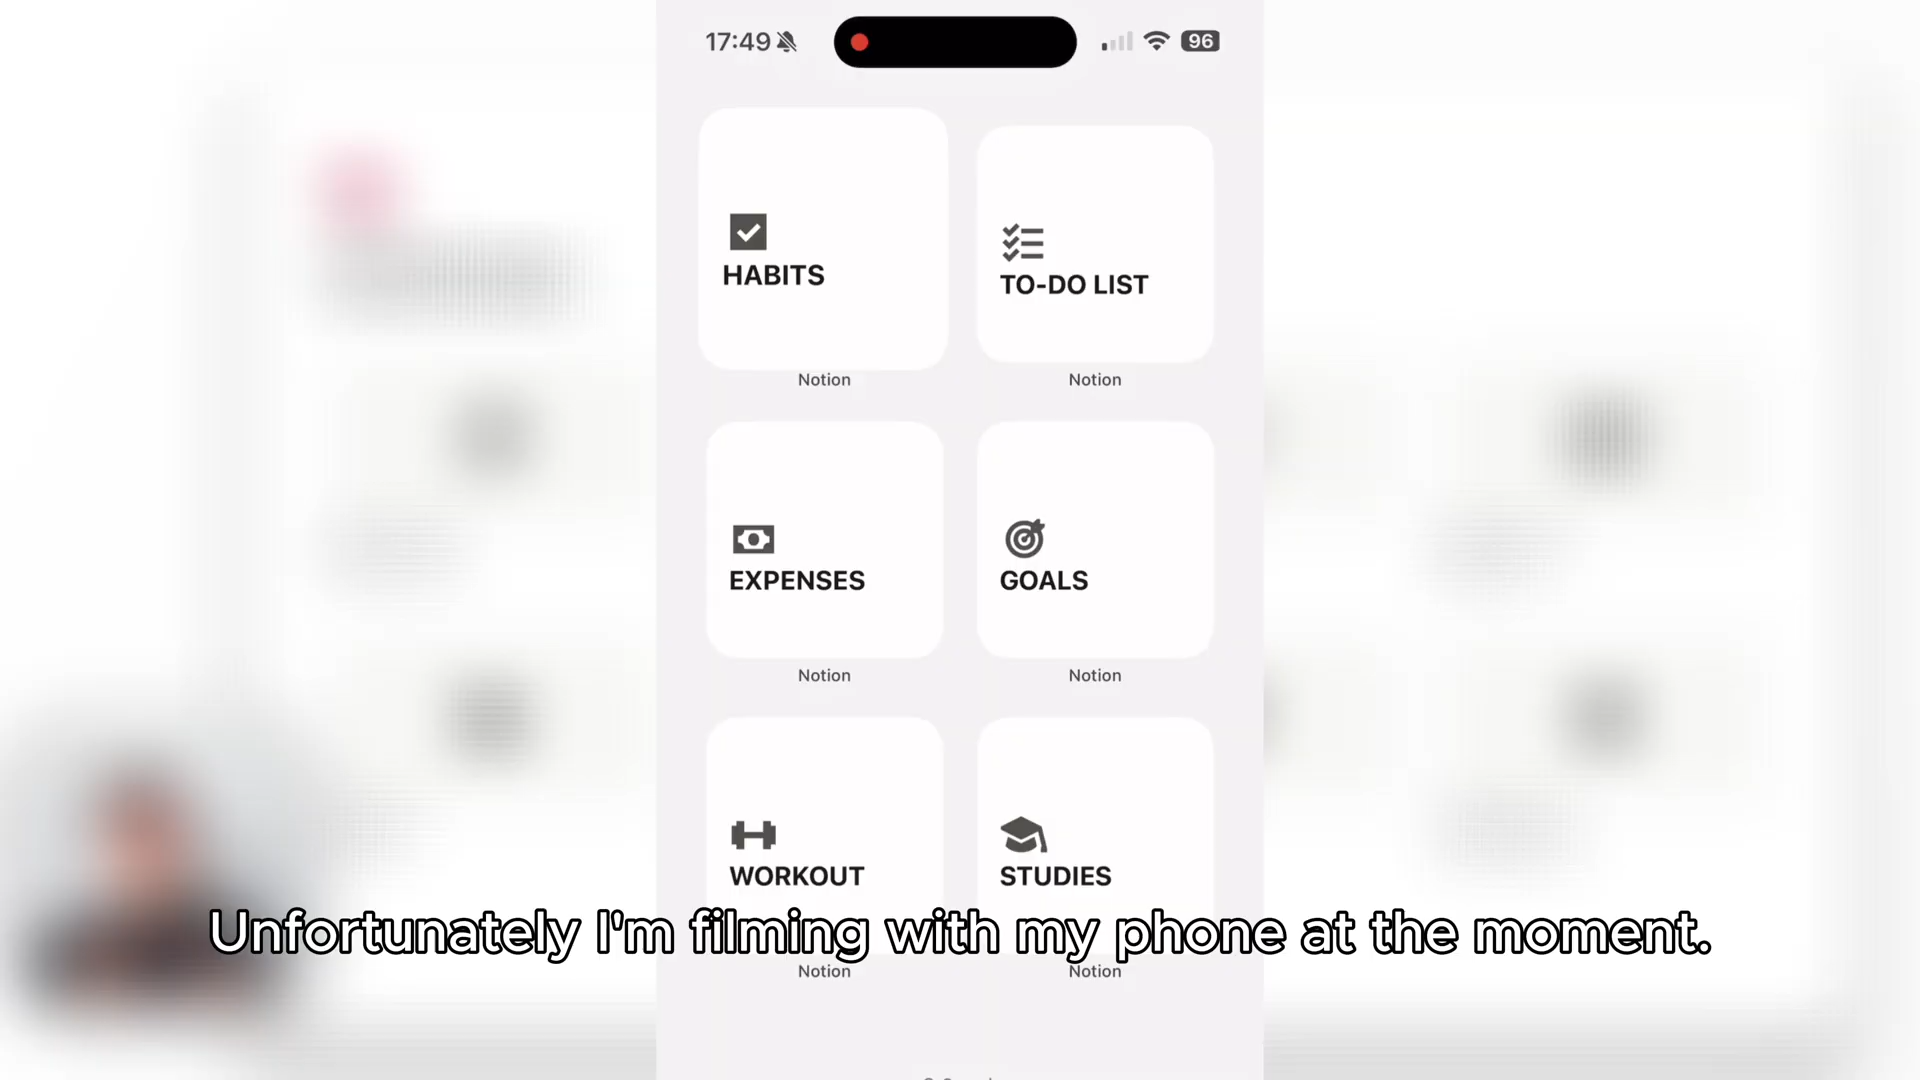 17:49
96
HABITS
TO-DO LIST
Notion
Notion
EXPENSES
GOALS
Notion
Notion
WORKOUT
STUDIES
Unfortunately I'm filming with my phone at the moment.
Notion
Notion